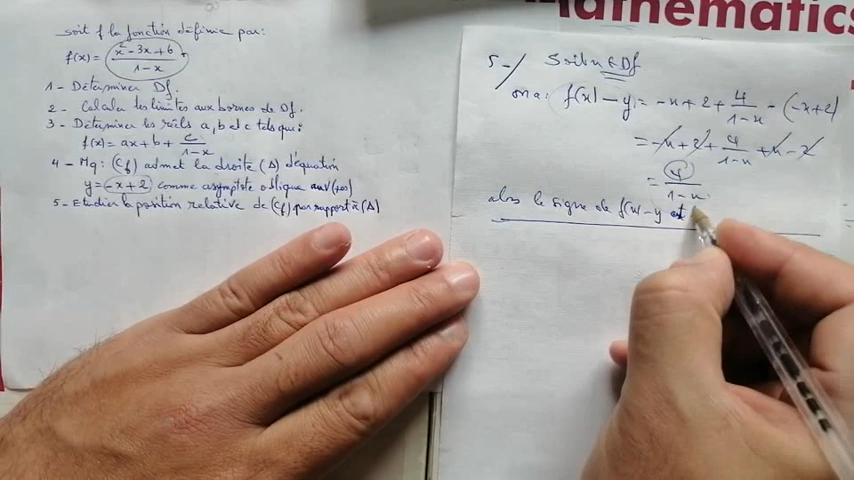 Mathematics
soit f la fonction définie par:
f(x) = x² - 3x + 6 / 1 - x
1 - Déterminer Df.
2 - Calculer les limites aux bornes de Df.
3 - Déterminer les réels a, b et c tels que:
f(x) = ax + b + c / 1 - x
4 - Mq: (Cf) admet la droite (Δ) d'équation
y = -x + 2 comme asymptote oblique au v(±∞)
5 - Etudier la position relative de (Cf) par rapport à (Δ)
5 - / Soit x ∈ Df
on a: f(x) - y = -x + 2 + 4 / 1 - x - (-x + 2)
= -x + 2 + 4 / 1 - x + x - 2
= 4 / 1 - x
alors le signe de f(x) - y est